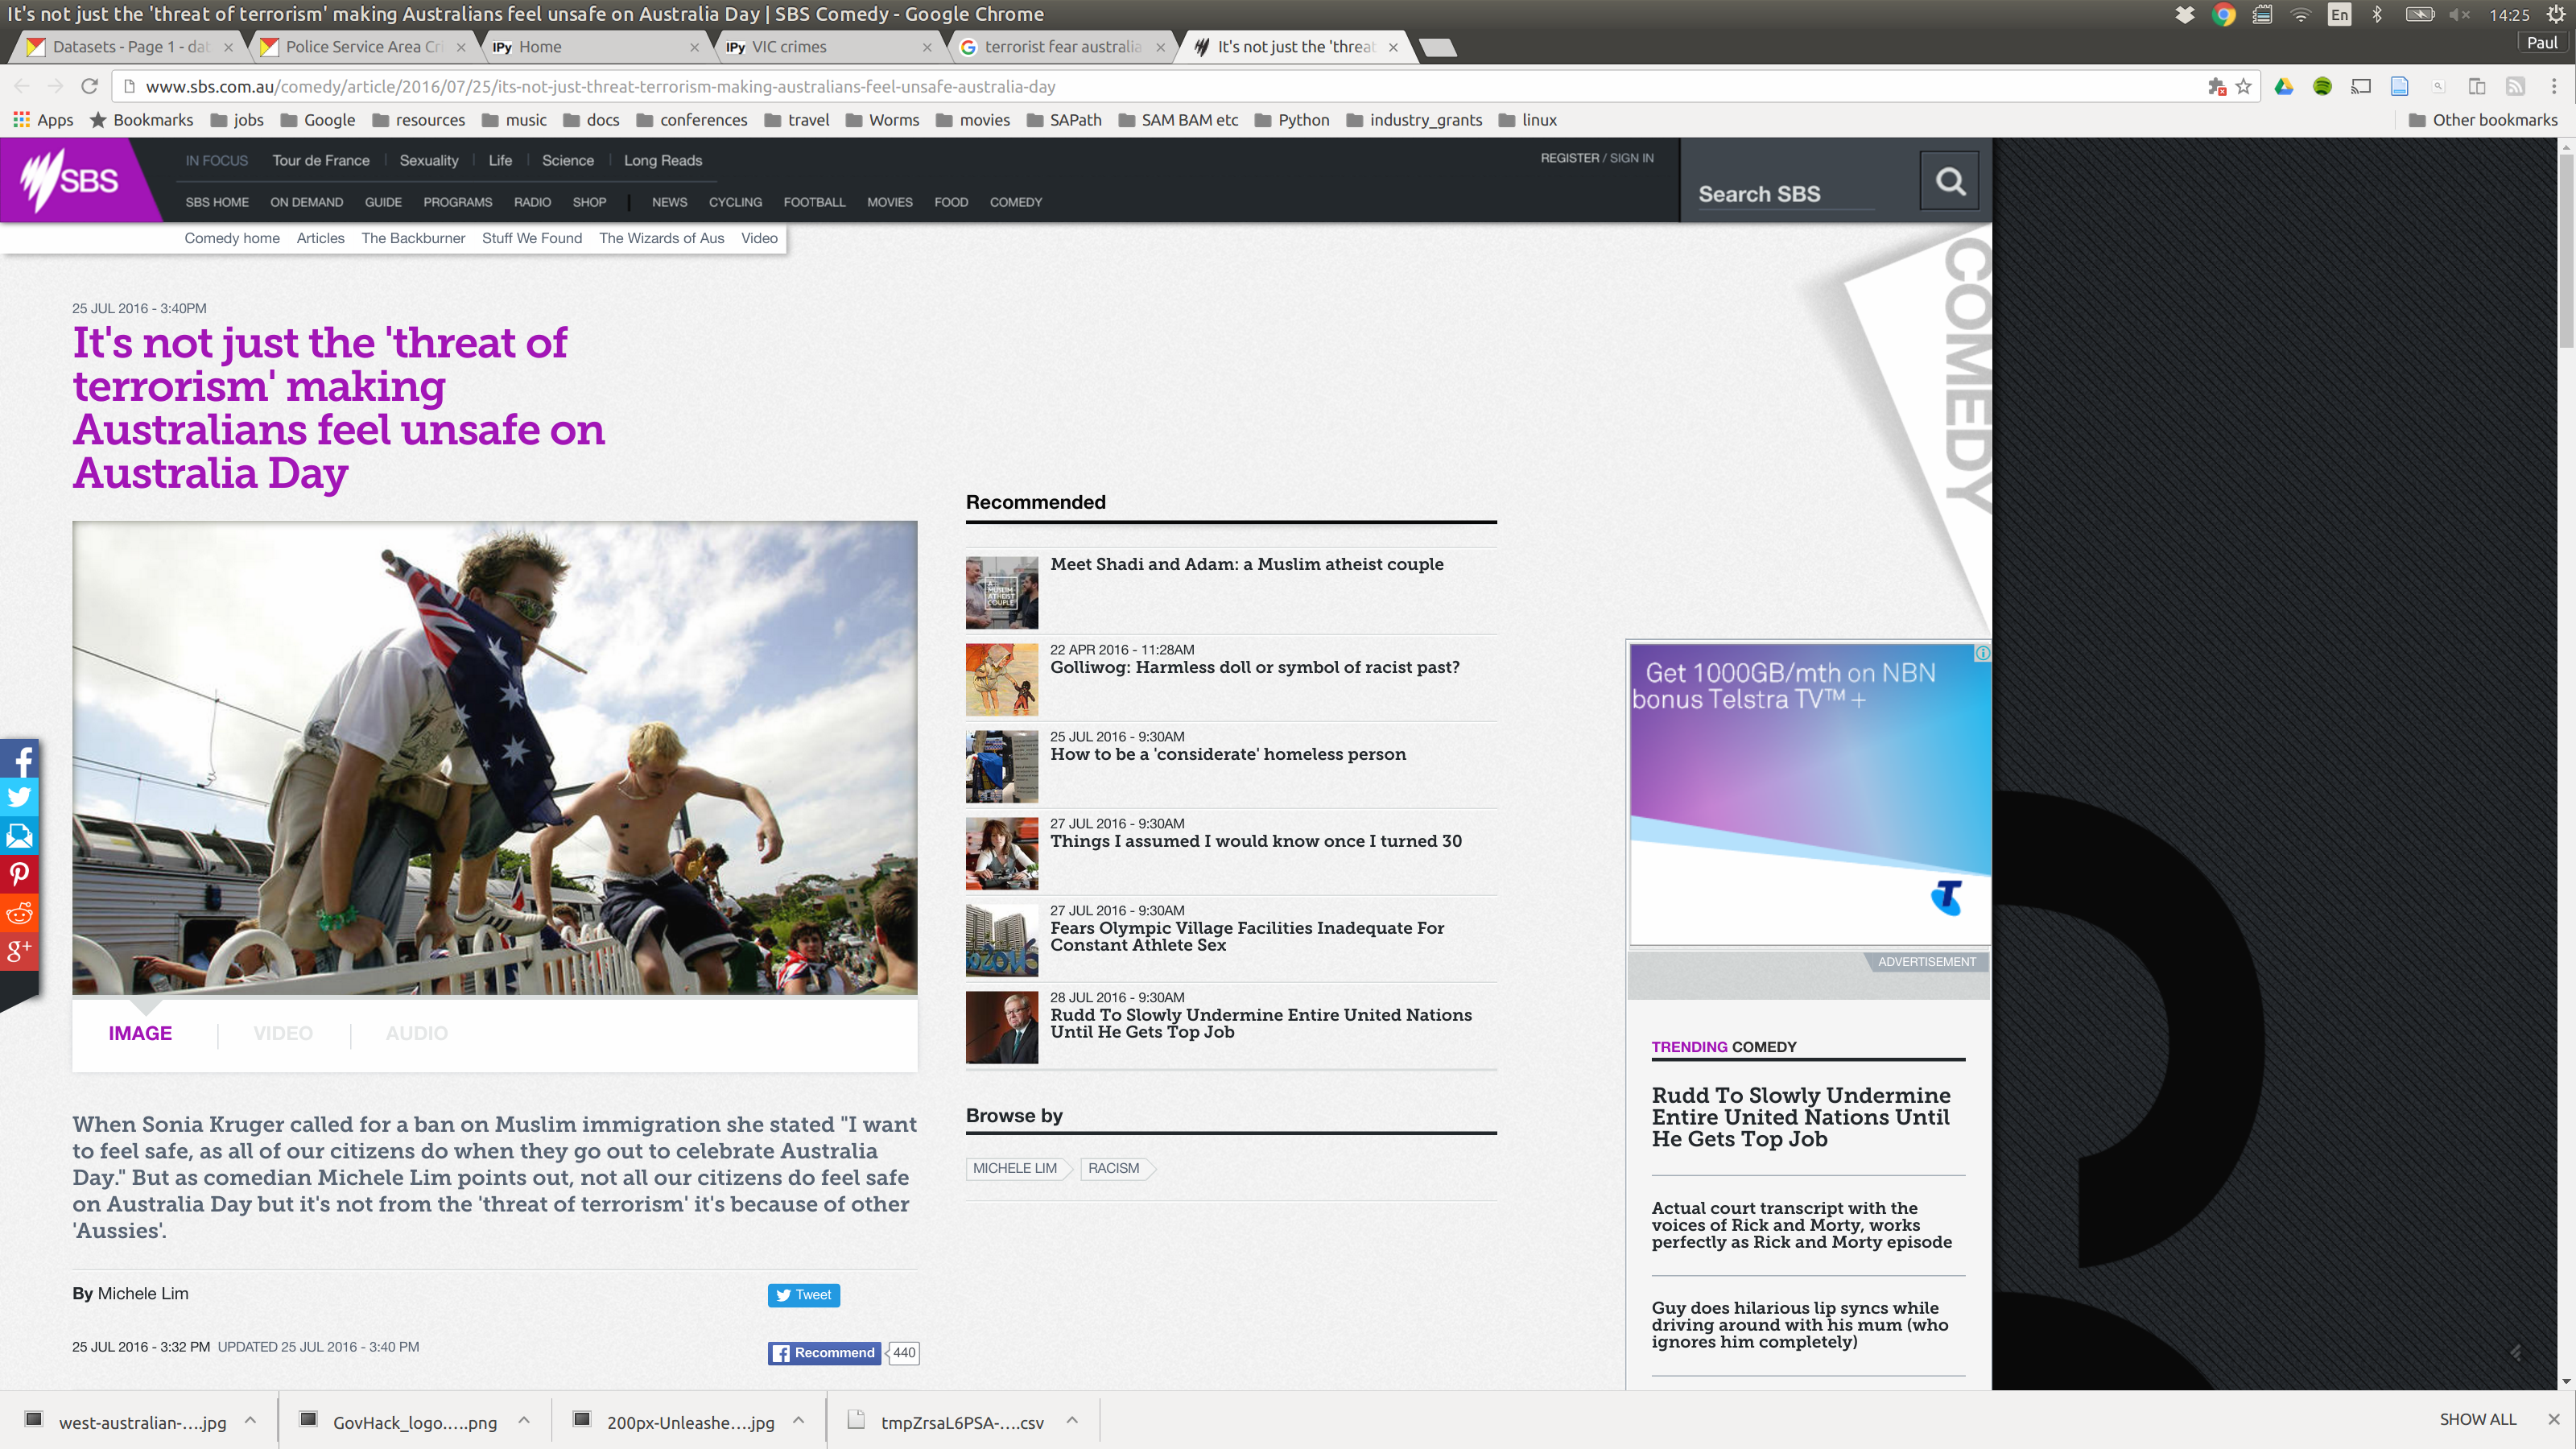 It's not just the 'threat of terrorism' making Australians feel unsafe on Australia Day | SBS Comedy - Google Chrome
En
14:25
Datasets - Page 1 - dat
Police Service Area Cri
IPy Home
IPy VIC crimes
terrorist fear australia
It's not just the 'threat
Paul
www.sbs.com.au/comedy/article/2016/07/25/its-not-just-threat-terrorism-making-australians-feel-unsafe-australia-day
Apps Bookmarks jobs Google resources music docs conferences travel Worms movies SAPath SAM BAM etc Python industry_grants linux Other bookmarks
SBS
IN FOCUS Tour de France Sexuality Life Science Long Reads
REGISTER / SIGN IN
Search SBS
SBS HOME ON DEMAND GUIDE PROGRAMS RADIO SHOP | NEWS CYCLING FOOTBALL MOVIES FOOD COMEDY
Comedy home Articles The Backburner Stuff We Found The Wizards of Aus Video
COMEDY
25 JUL 2016 - 3:40PM
It's not just the 'threat of
terrorism' making
Australians feel unsafe on
Australia Day
IMAGE VIDEO AUDIO
When Sonia Kruger called for a ban on Muslim immigration she stated "I want
to feel safe, as all of our citizens do when they go out to celebrate Australia
Day." But as comedian Michele Lim points out, not all our citizens do feel safe
on Australia Day but it's not from the 'threat of terrorism' it's because of other
'Aussies'.
By Michele Lim
Tweet
25 JUL 2016 - 3:32 PM UPDATED 25 JUL 2016 - 3:40 PM
Recommend 440
Recommended
MUSLIM
ATHEIST
COUPLE
Meet Shadi and Adam: a Muslim atheist couple
22 APR 2016 - 11:28AM
Golliwog: Harmless doll or symbol of racist past?
25 JUL 2016 - 9:30AM
How to be a 'considerate' homeless person
27 JUL 2016 - 9:30AM
Things I assumed I would know once I turned 30
27 JUL 2016 - 9:30AM
Fears Olympic Village Facilities Inadequate For
Constant Athlete Sex
28 JUL 2016 - 9:30AM
Rudd To Slowly Undermine Entire United Nations
Until He Gets Top Job
Browse by
MICHELE LIM RACISM
Get 1000GB/mth on NBN
bonus Telstra TV™ +
T
ADVERTISEMENT
TRENDING COMEDY
Rudd To Slowly Undermine
Entire United Nations Until
He Gets Top Job
Actual court transcript with the
voices of Rick and Morty, works
perfectly as Rick and Morty episode
Guy does hilarious lip syncs while
driving around with his mum (who
ignores him completely)
west-australian-....jpg
GovHack_logo.....png
200px-Unleashe....jpg
tmpZrsaL6PSA-....csv
SHOW ALL